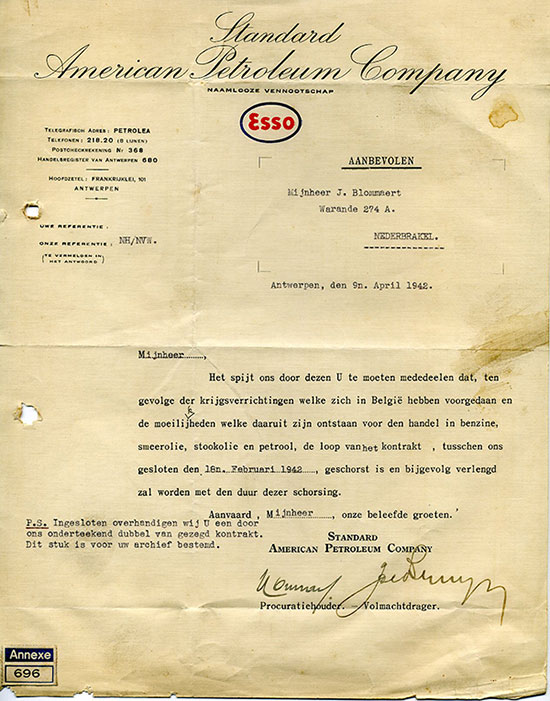 Standard
American Petroleum Company
NAAMLOOZE VENNOOTSCHAP
Esso
TELEGRAFISCH ADRES: PETROLEA
TELEFONEN: 218.20 (8 LIJNEN)
POSTCHECKREKENING Nr 368
HANDELSREGISTER VAN ANTWERPEN 680
HOOFDZETEL: FRANKRIJKLEI, 101
ANTWERPEN
AANBEVOLEN
Mijnheer J. Blommaert
Warande 274 A.
NEDERBRAKEL.
UWE REFERENTIE :
ONZE REFERENTIE : NH/NVW.
(TE VERMELDEN IN
HET ANTWOORD)
Antwerpen, den 9n. April 1942.
Mijnheer ,
Het spijt ons door dezen U te moeten mededeelen dat, ten
gevolge der krijgsverrichtingen welke zich in België hebben voorgedaan en
de moeilijkheden welke daaruit zijn ontstaan voor den handel in benzine,
smeerolie, stookolie en petrol, de loop van het kontrakt , tusschen ons
gesloten den 18n. Februari 1942 , geschorst is en bijgevolg verlengd
zal worden met den duur dezer schorsing.
Aanvaard , Mijnheer , onze beleefde groeten.
P.S. Ingesloten overhandigen wij U een door
ons onderteekend dubbel van gezegd kontrakt.
Dit stuk is voor uw archief bestemd.
STANDARD
AMERICAN PETROLEUM COMPANY
Procuratiehouder. — Volmachtdrager.
Annexe
696